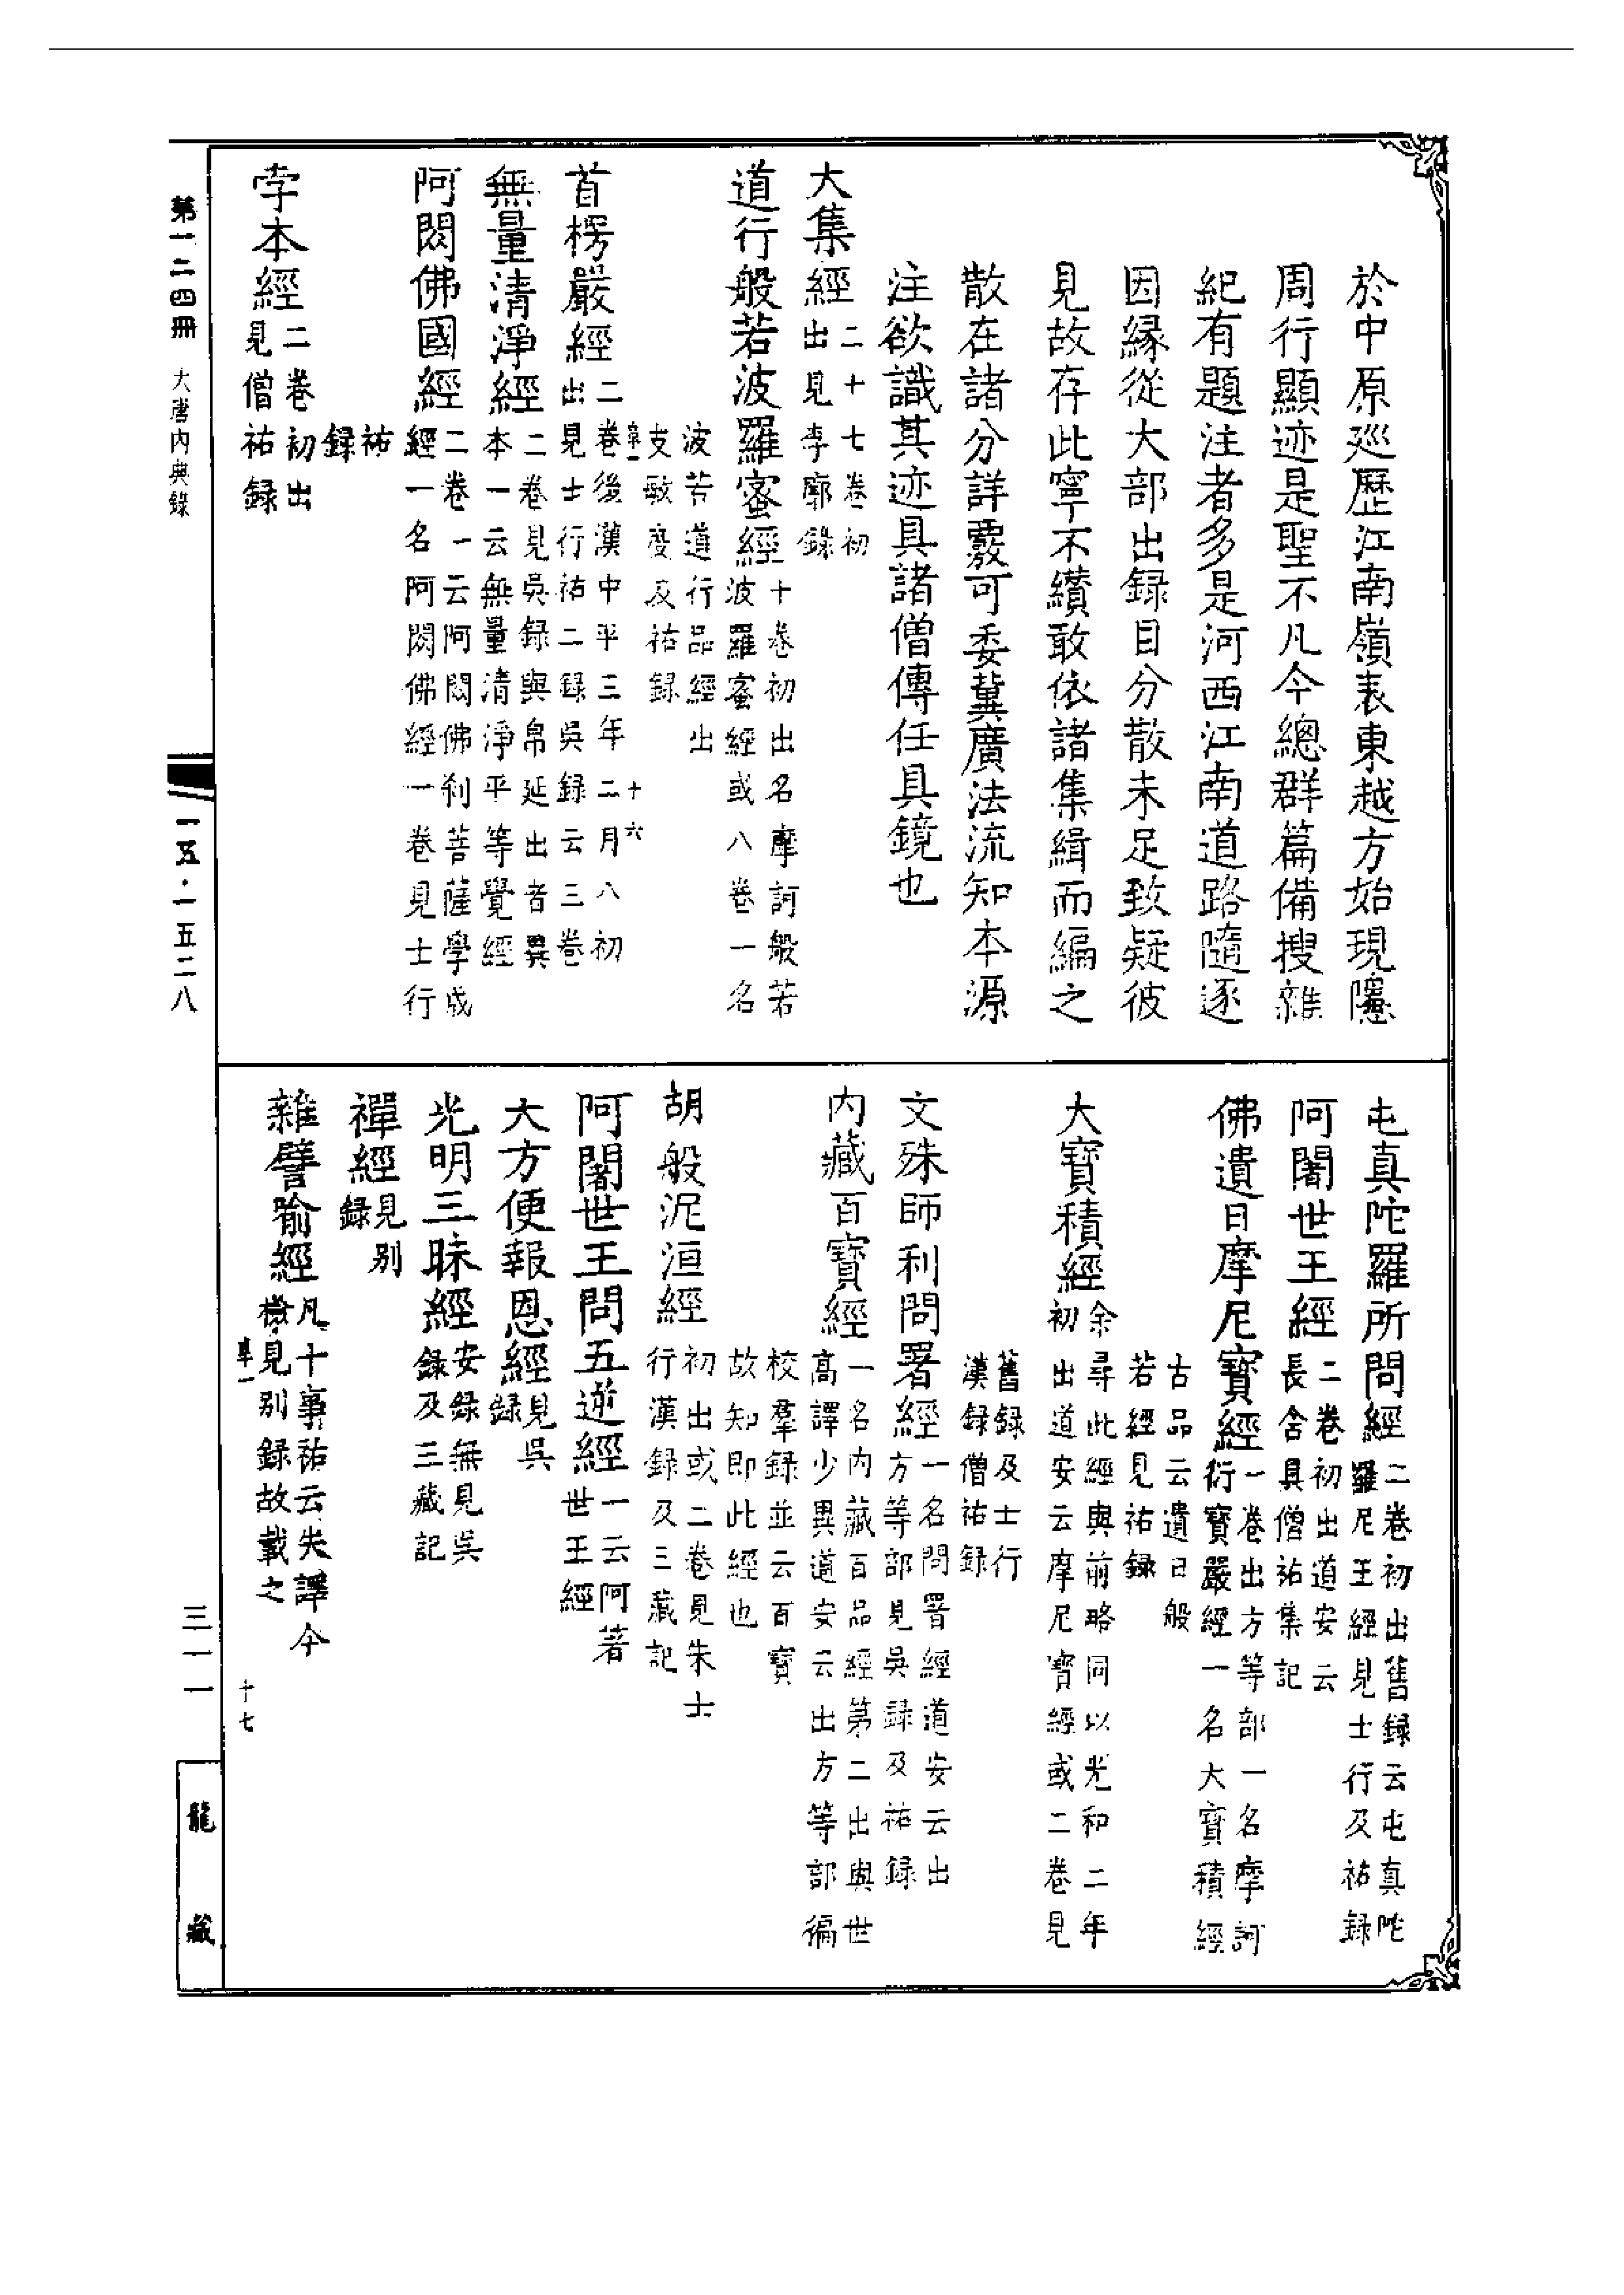 於中原巡歷江南嶺表東越方始現隱
周行顯迹是聖不凡今總群篇備搜雜
紀有題注者多是河西江南道路隨逐
因緣從大部出録目分散未足致疑彼
見故存此寧不纘敢依諸集緝而編之
散在諸分詳覈可委冀廣法流知本源
注欲識其迹具諸僧傳任具鏡也
大集經二十七卷初
出見李廓錄
道行般若波羅蜜經十卷初出名摩訶般若
波羅蜜經或八卷一名
波若道行品經出
支敏度及祐録
首楞嚴經二卷後漢中平三年二月八初
出見士行祐二録吳録云三卷
無量清淨經二卷見吳録與帛延出者異
本一云無量清淨平等覺經
阿閦佛國經二卷一云阿閦佛刹菩薩學成
經一名阿閦佛經一卷見士行
祐
録
孛本經二卷初出
見僧祐録
十六
屯真陀羅所問經二卷初出舊録云屯真陀
羅尼王經見士行及祐録
阿闍世王經二卷初出道安云
長舍具僧祐集記
佛遺日摩尼寶經一卷出方等部一名摩訶
衍寶嚴經一名大寶積經
古品云遺日般
若經見祐録
大寶積經余尋此經與前略同以光和二年
初出道安云摩尼寶經或二卷見
舊録及士行
漢録僧祐録
文殊師利問署經一名問署經道安云出
方等部見吳録及祐録
内藏百寶經一名内藏百品經第二出與世
高譯少異道安云出方等部徧
校羣録並云百寶
故知即此經也
胡般泥洹經初出或二卷見朱士
行漢録及三藏記
阿闍世王問五逆經一云阿著
世王經
大方便報恩經見吳
録
光明三昧經安録無見吳
録及三藏記
禪經見別
録
雜譬喻經凡十事祐云失譯今
檢見別録故載之
十七
第一二四冊 大唐内典錄
一五·一五二八
三一一
龍藏